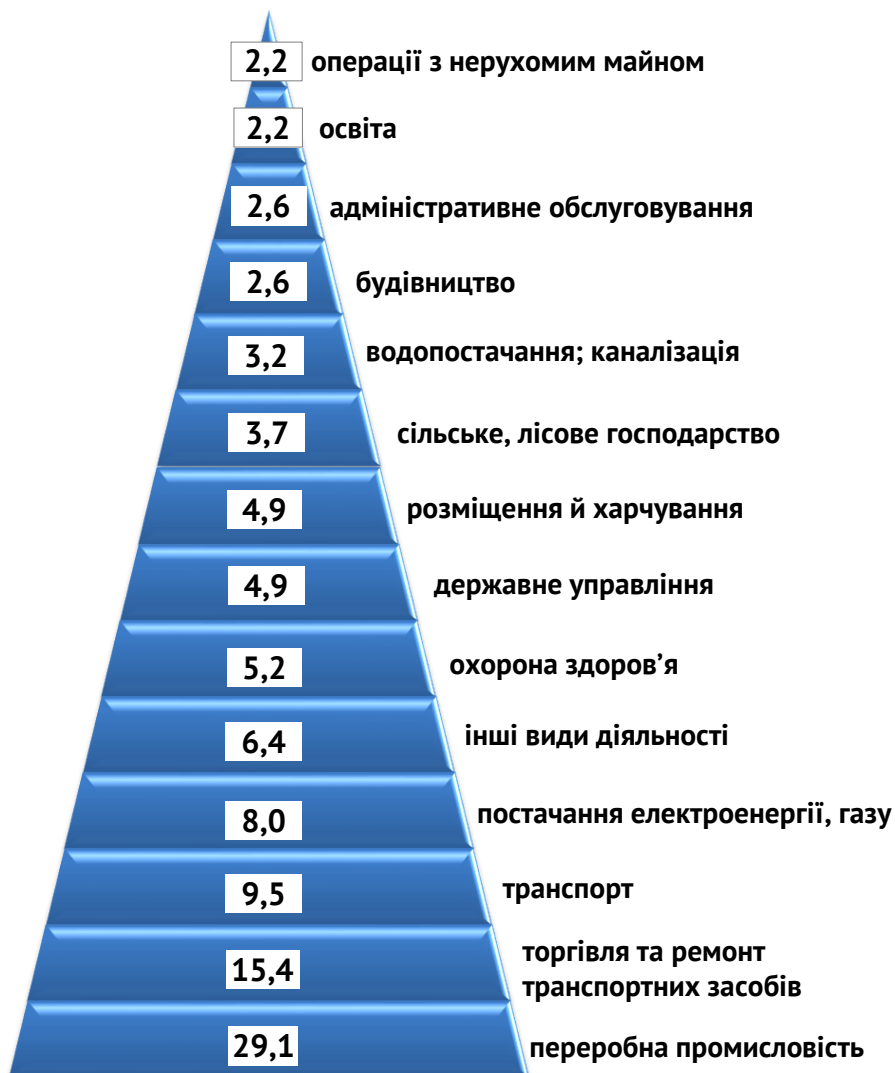 2,2 операції з нерухомим майном
2,2 освіта
2,6 адміністративне обслуговування
2,6 будівництво
3,2 водопостачання; каналізація
3,7 сільське, лісове господарство
4,9 розміщення й харчування
4,9 державне управління
5,2 охорона здоров’я
6,4 інші види діяльності
8,0 постачання електроенергії, газу
9,5 транспорт
15,4 торгівля та ремонт
транспортних засобів
29,1 переробна промисловість